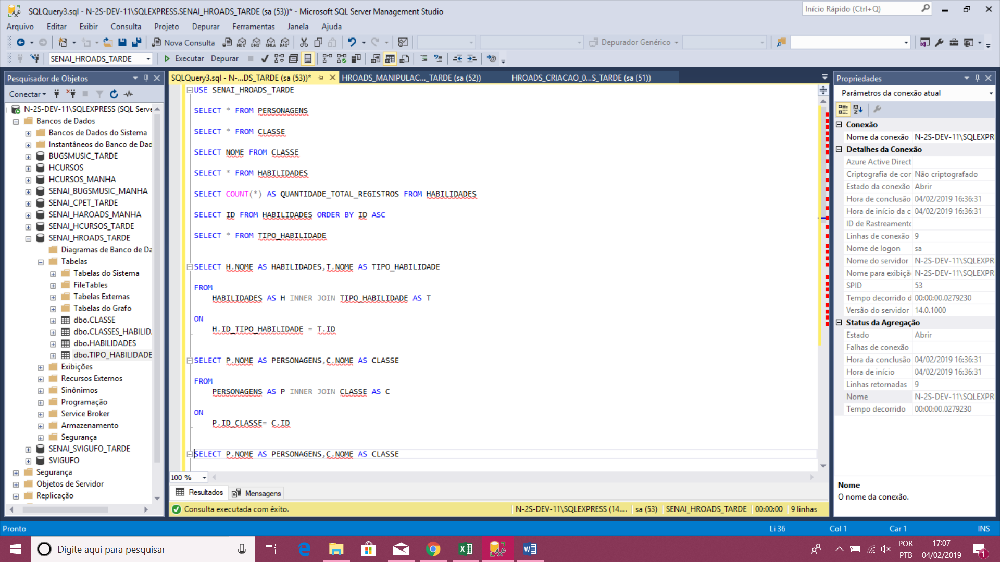 SQLQuery3.sql - N-2S-DEV-11\SQLEXPRESS.SENAI_HROADS_TARDE (sa (53))* - Microsoft SQL Server Management Studio
Início Rápido (Ctrl+Q)
Arquivo Editar Exibir Consulta Projeto Depurar Ferramentas Janela Ajuda
Nova Consulta
MDX DMX XMLA DAX
Depurador Genérico
SENAI_HROADS_TARDE
Executar Depurar
Pesquisador de Objetos
Conectar
N-2S-DEV-11\SQLEXPRESS (SQL Serve
Bancos de Dados
Bancos de Dados do Sistema
Instantâneos do Banco de Dad
BUGSMUSIC_TARDE
HCURSOS
HCURSOS_MANHA
SENAI_BUGSMUSIC_MANHA
SENAI_CPET_TARDE
SENAI_HAROADS_MANHA
SENAI_HCURSOS_TARDE
SENAI_HROADS_TARDE
Diagramas de Banco de Da
Tabelas
Tabelas do Sistema
FileTables
Tabelas Externas
Tabelas do Grafo
dbo.CLASSE
dbo.CLASSES_HABILID
dbo.HABILIDADES
dbo.TIPO_HABILIDADE
Exibições
Recursos Externos
Sinônimos
Programação
Service Broker
Armazenamento
Segurança
SENAI_SVIGUFO_TARDE
SVIGUFO
Segurança
Objetos de Servidor
Replicação
SQLQuery3.sql - N-...DS_TARDE (sa (53))* HROADS_MANIPULAC..._TARDE (sa (52)) HROADS_CRIACAO_0...S_TARDE (sa (51))
USE SENAI_HROADS_TARDE
SELECT * FROM PERSONAGENS
SELECT * FROM CLASSE
SELECT NOME FROM CLASSE
SELECT * FROM HABILIDADES
SELECT COUNT(*) AS QUANTIDADE_TOTAL_REGISTROS FROM HABILIDADES
SELECT ID FROM HABILIDADES ORDER BY ID ASC
SELECT * FROM TIPO_HABILIDADE
SELECT H.NOME AS HABILIDADES,T.NOME AS TIPO_HABILIDADE
FROM
HABILIDADES AS H INNER JOIN TIPO_HABILIDADE AS T
ON
H.ID_TIPO_HABILIDADE = T.ID
SELECT P.NOME AS PERSONAGENS,C.NOME AS CLASSE
FROM
PERSONAGENS AS P INNER JOIN CLASSE AS C
ON
P.ID_CLASSE= C.ID
SELECT P.NOME AS PERSONAGENS,C.NOME AS CLASSE
100 %
Resultados Mensagens
Consulta executada com êxito. N-2S-DEV-11\SQLEXPRESS (14.... sa (53) SENAI_HROADS_TARDE 00:00:00 9 linhas
Propriedades
Parâmetros da conexão atual
Conexão
Nome da conexão N-2S-DEV-11\SQLEXPR
Detalhes da Conexão
Azure Active Direct
Criptografia de cor Não criptografado
Estado da conexão Abrir
Hora de conclusão 04/02/2019 16:36:31
Hora de início da c 04/02/2019 16:36:31
ID de Rastreamento
Linhas de conexão 9
Nome de logon sa
Nome do servidor N-2S-DEV-11\SQLEXPR
Nome para exibiçã N-2S-DEV-11\SQLEXPR
SPID 53
Tempo decorrido d 00:00:00.0279230
Versão do servidor 14.0.1000
Status da Agregação
Estado Abrir
Falhas de conexão
Hora da conclusão 04/02/2019 16:36:31
Hora de início 04/02/2019 16:36:31
Linhas retornadas 9
Nome N-2S-DEV-11\SQLEXPR
Tempo decorrido 00:00:00.0279230
Nome
O nome da conexão.
Pronto Li 36 Col 1 Car 1 INS
Digite aqui para pesquisar
POR
PTB
17:07
04/02/2019
1